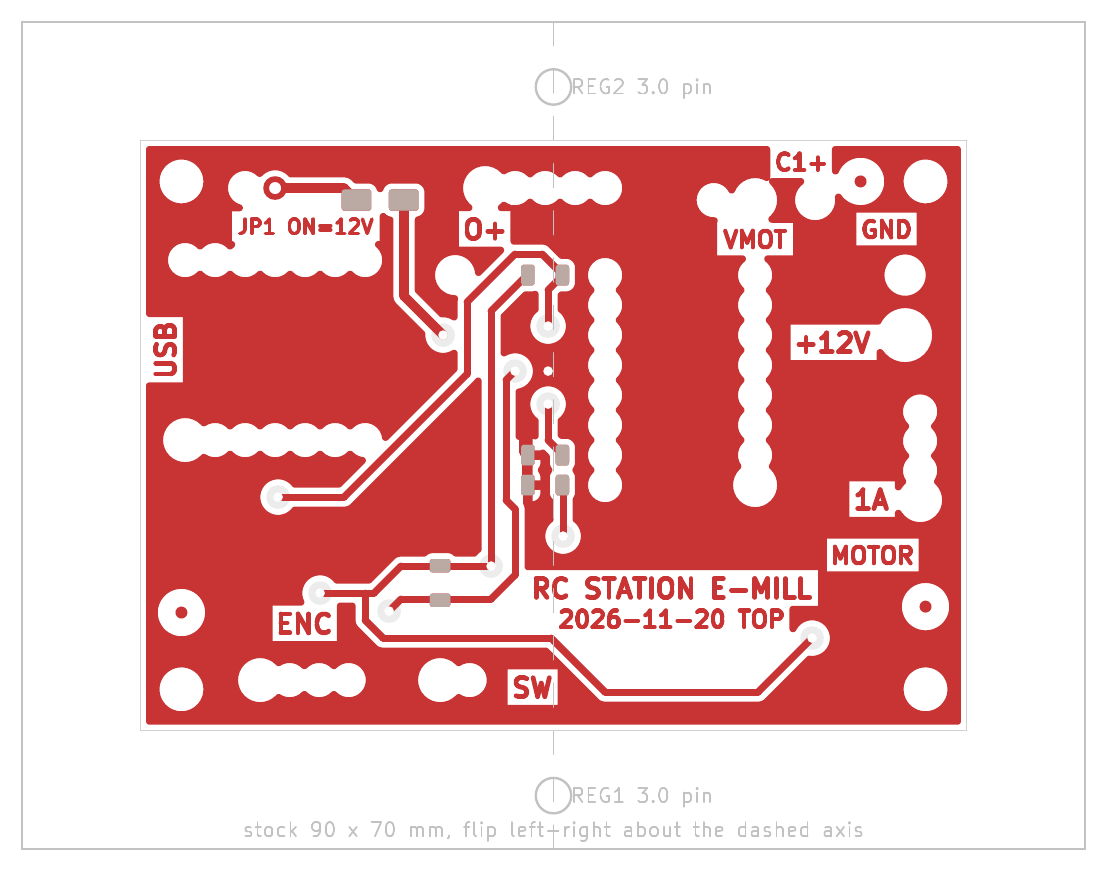 REG2 3.0 pin
C1+
JP1 ON=12V
O+
VMOT
GND
USB
+12V
1A
MOTOR
RC STATION E-MILL
2026-11-20 TOP
ENC
SW
REG1 3.0 pin
stock 90 x 70 mm, flip left-right about the dashed axis